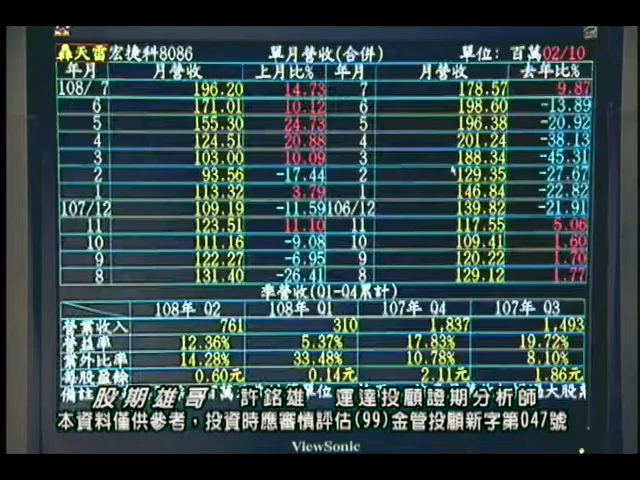 轟天雷宏捷科8086 單月營收(合併) 單位: 百萬02/10
年月 月營收 上月比% 年月 月營收 去年比%
108/ 7 196.20 14.73 7 178.57 9.87
6 171.01 10.12 6 198.60 -13.89
5 155.30 24.73 5 196.38 -20.92
4 124.51 20.88 4 201.24 -38.13
3 103.00 10.09 3 188.34 -45.31
2 93.56 -17.44 2 129.35 -27.67
1 113.32 3.79 1 146.84 -22.82
107/12 109.19 -11.59 106/12 139.82 -21.91
11 123.51 11.10 11 117.55 5.06
10 111.16 -9.08 10 109.41 1.60
9 122.27 -6.95 9 120.22 1.70
8 131.40 -26.41 8 129.12 1.77
季營收(Q1-Q4累計)
108年 Q2 108年 Q1 107年 Q4 107年 Q3
營業收入 761 310 1,837 1,493
營益率 12.36% 5.37% 17.83% 19.72%
業外比率 14.28% 33.48% 10.78% 8.10%
每股盈餘 0.60元 0.14元 2.11元 1.86元
備註
股期雄哥 許銘雄 運達投顧證期分析師
本資料僅供參考，投資時應審慎評估(99)金管投顧新字第047號
ViewSonic